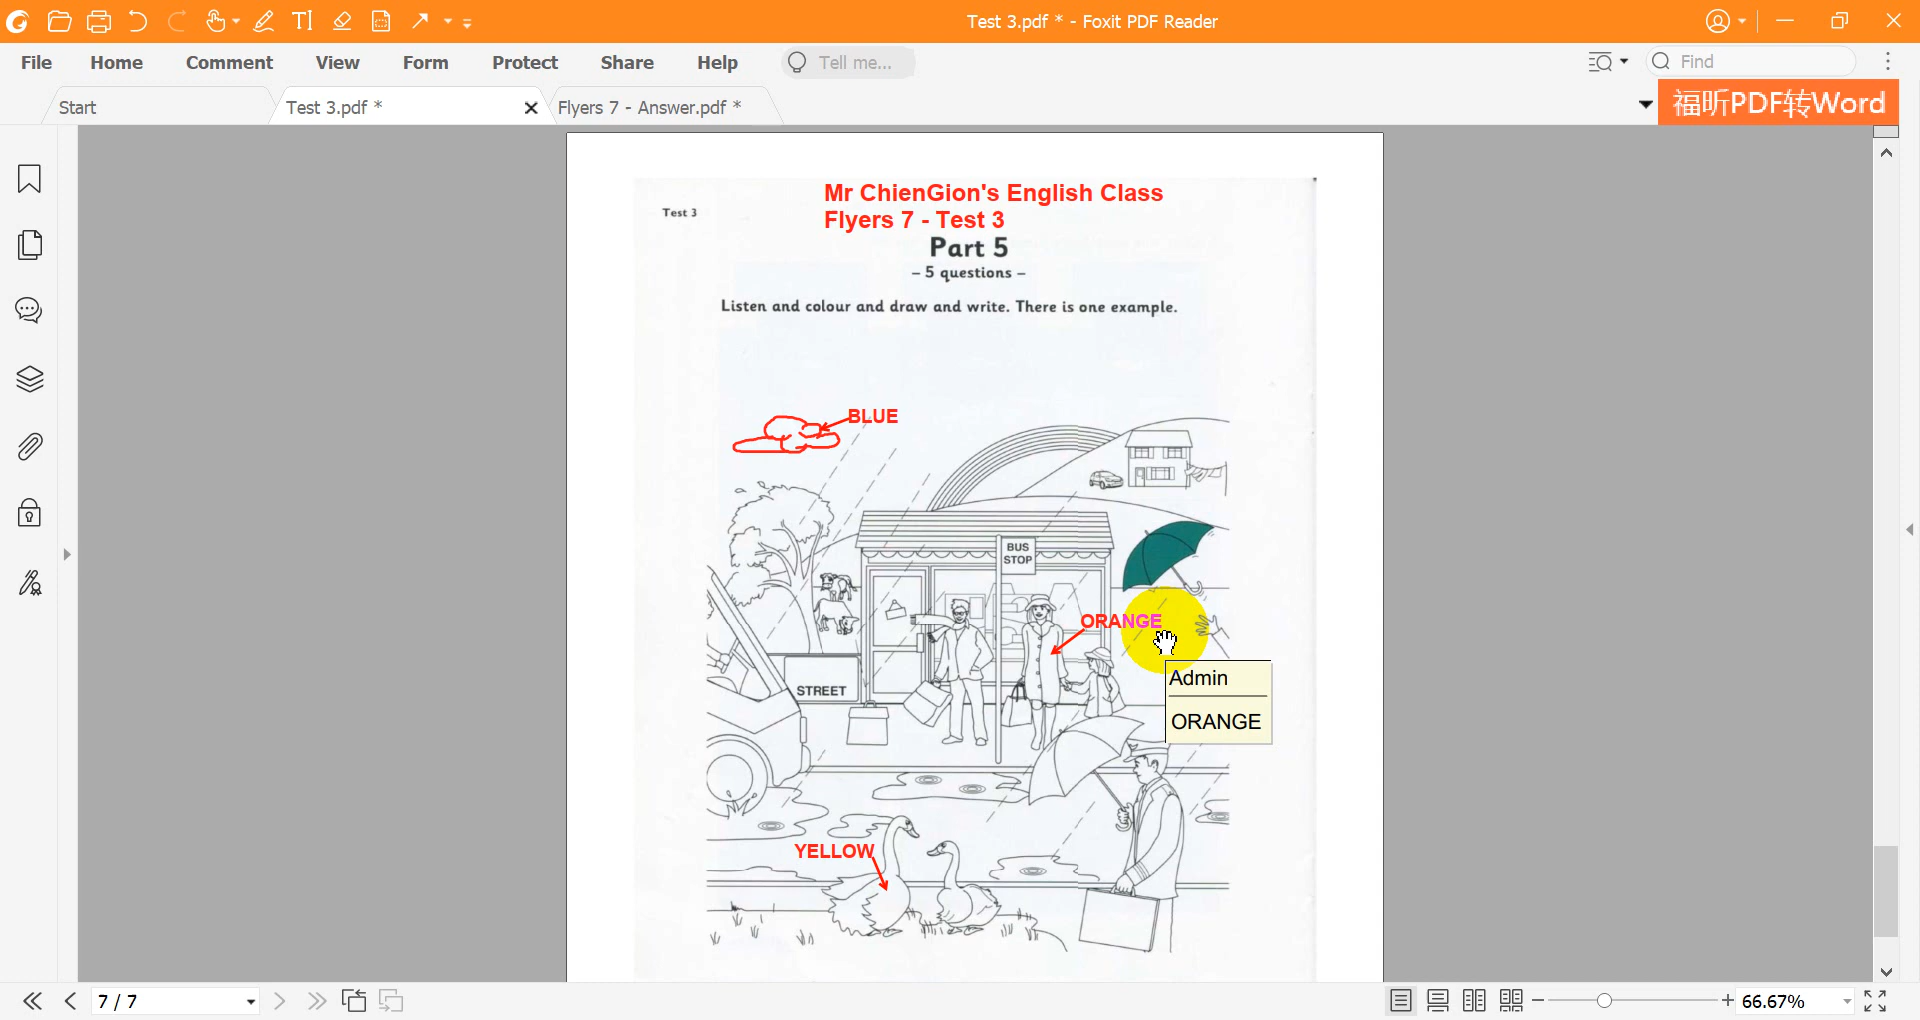 Test 3.pdf * - Foxit PDF Reader
File Home Comment View Form Protect Share Help Tell me... Find
Start Test 3.pdf * Flyers 7 - Answer.pdf * 福昕PDF转Word
Mr ChienGion's English Class
Test 3
Flyers 7 - Test 3
Part 5
– 5 questions –
Listen and colour and draw and write. There is one example.
BLUE
BUS
STOP
ORANGE
Admin
STREET
ORANGE
YELLOW
7 / 7 66.67%